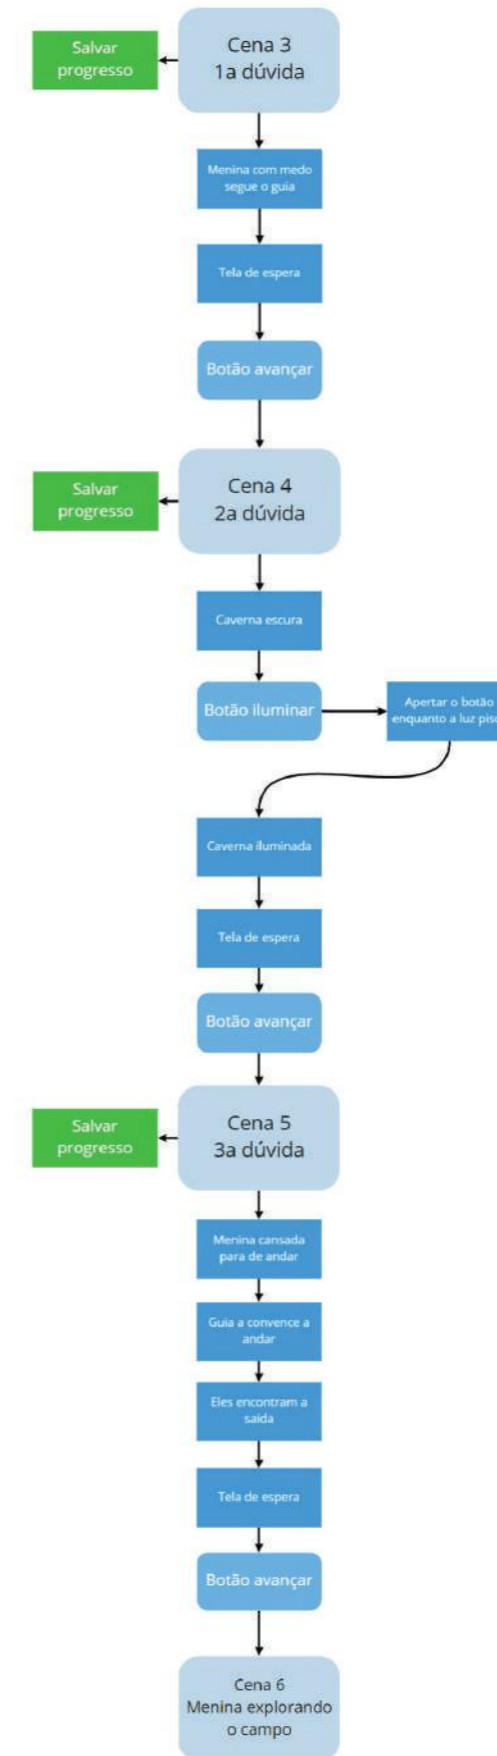 Salvar
progresso
Cena 3
1a dúvida
Menina com medo
segue o guia
Tela de espera
Botão avançar
Salvar
progresso
Cena 4
2a dúvida
Caverna escura
Botão iluminar
Apertar o botão
enquanto a luz
Caverna iluminada
Tela de espera
Botão avançar
Salvar
progresso
Cena 5
3a dúvida
Menina cansada
para de andar
Guia a convence a
andar
Eles encontram a
saída
Tela de espera
Botão avançar
Cena 6
Menina explorando
o campo